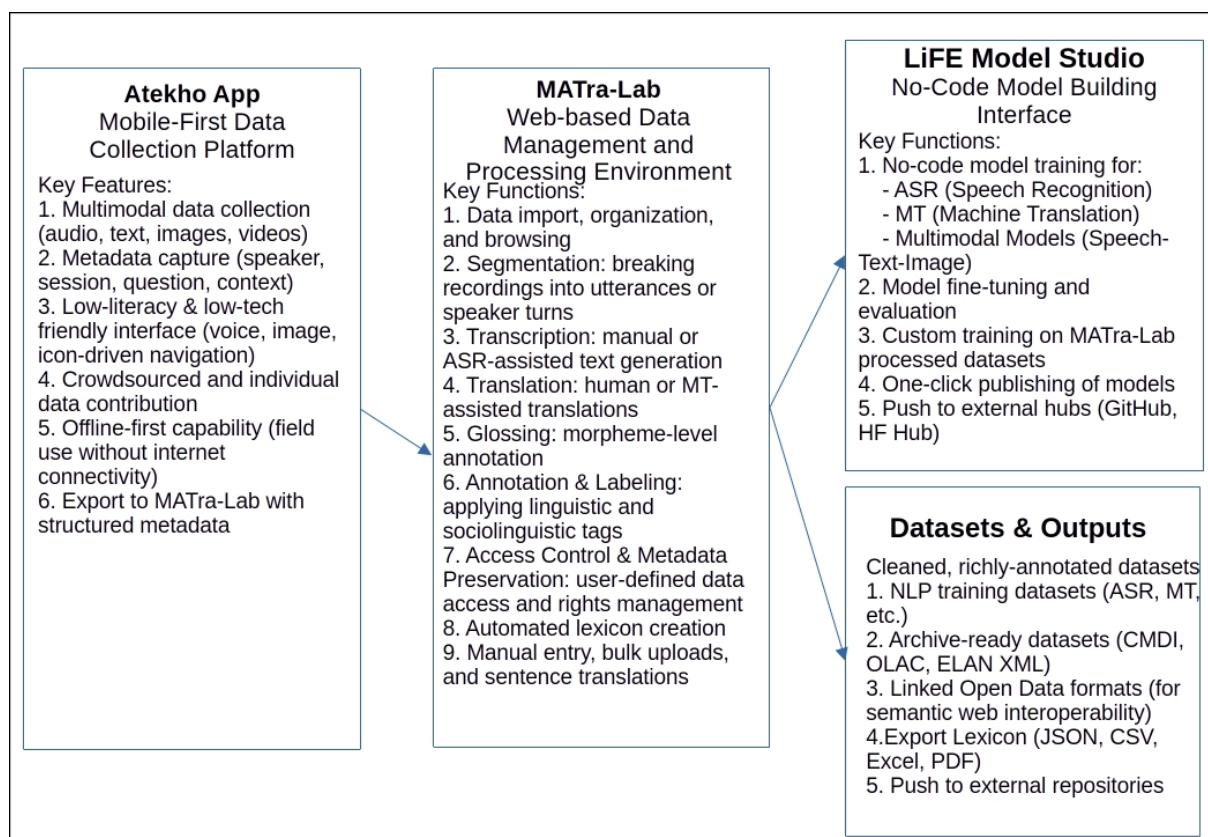 Atekho App
Mobile-First Data
Collection Platform
Key Features:
1. Multimodal data collection
(audio, text, images, videos)
2. Metadata capture (speaker,
session, question, context)
3. Low-literacy & low-tech
friendly interface (voice, image,
icon-driven navigation)
4. Crowdsourced and individual
data contribution
5. Offline-first capability (field
use without internet
connectivity)
6. Export to MATra-Lab with
structured metadata
MATra-Lab
Web-based Data
Management and
Processing Environment
Key Functions:
1. Data import, organization,
and browsing
2. Segmentation: breaking
recordings into utterances or
speaker turns
3. Transcription: manual or
ASR-assisted text generation
4. Translation: human or MT-
assisted translations
5. Glossing: morpheme-level
annotation
6. Annotation & Labeling:
applying linguistic and
sociolinguistic tags
7. Access Control & Metadata
Preservation: user-defined data
access and rights management
8. Automated lexicon creation
9. Manual entry, bulk uploads,
and sentence translations
LiFE Model Studio
No-Code Model Building
Interface
Key Functions:
1. No-code model training for:
- ASR (Speech Recognition)
- MT (Machine Translation)
- Multimodal Models (Speech-
Text-Image)
2. Model fine-tuning and
evaluation
3. Custom training on MATra-Lab
processed datasets
4. One-click publishing of models
5. Push to external hubs (GitHub,
HF Hub)
Datasets & Outputs
Cleaned, richly-annotated datasets
1. NLP training datasets (ASR, MT,
etc.)
2. Archive-ready datasets (CMDI,
OLAC, ELAN XML)
3. Linked Open Data formats (for
semantic web interoperability)
4.Export Lexicon (JSON, CSV,
Excel, PDF)
5. Push to external repositories